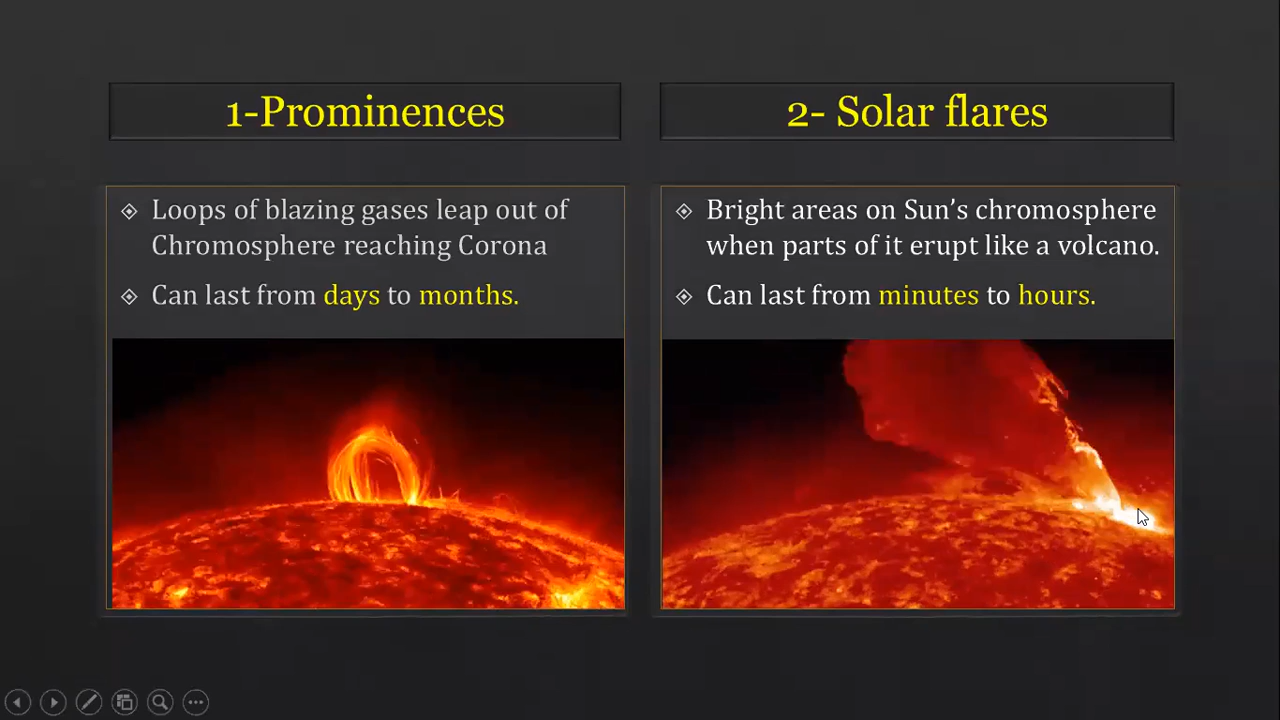 1-Prominences
Loops of blazing gases leap out of
Chromosphere reaching Corona
Can last from days to months.
2- Solar flares
Bright areas on Sun’s chromosphere
when parts of it erupt like a volcano.
Can last from minutes to hours.